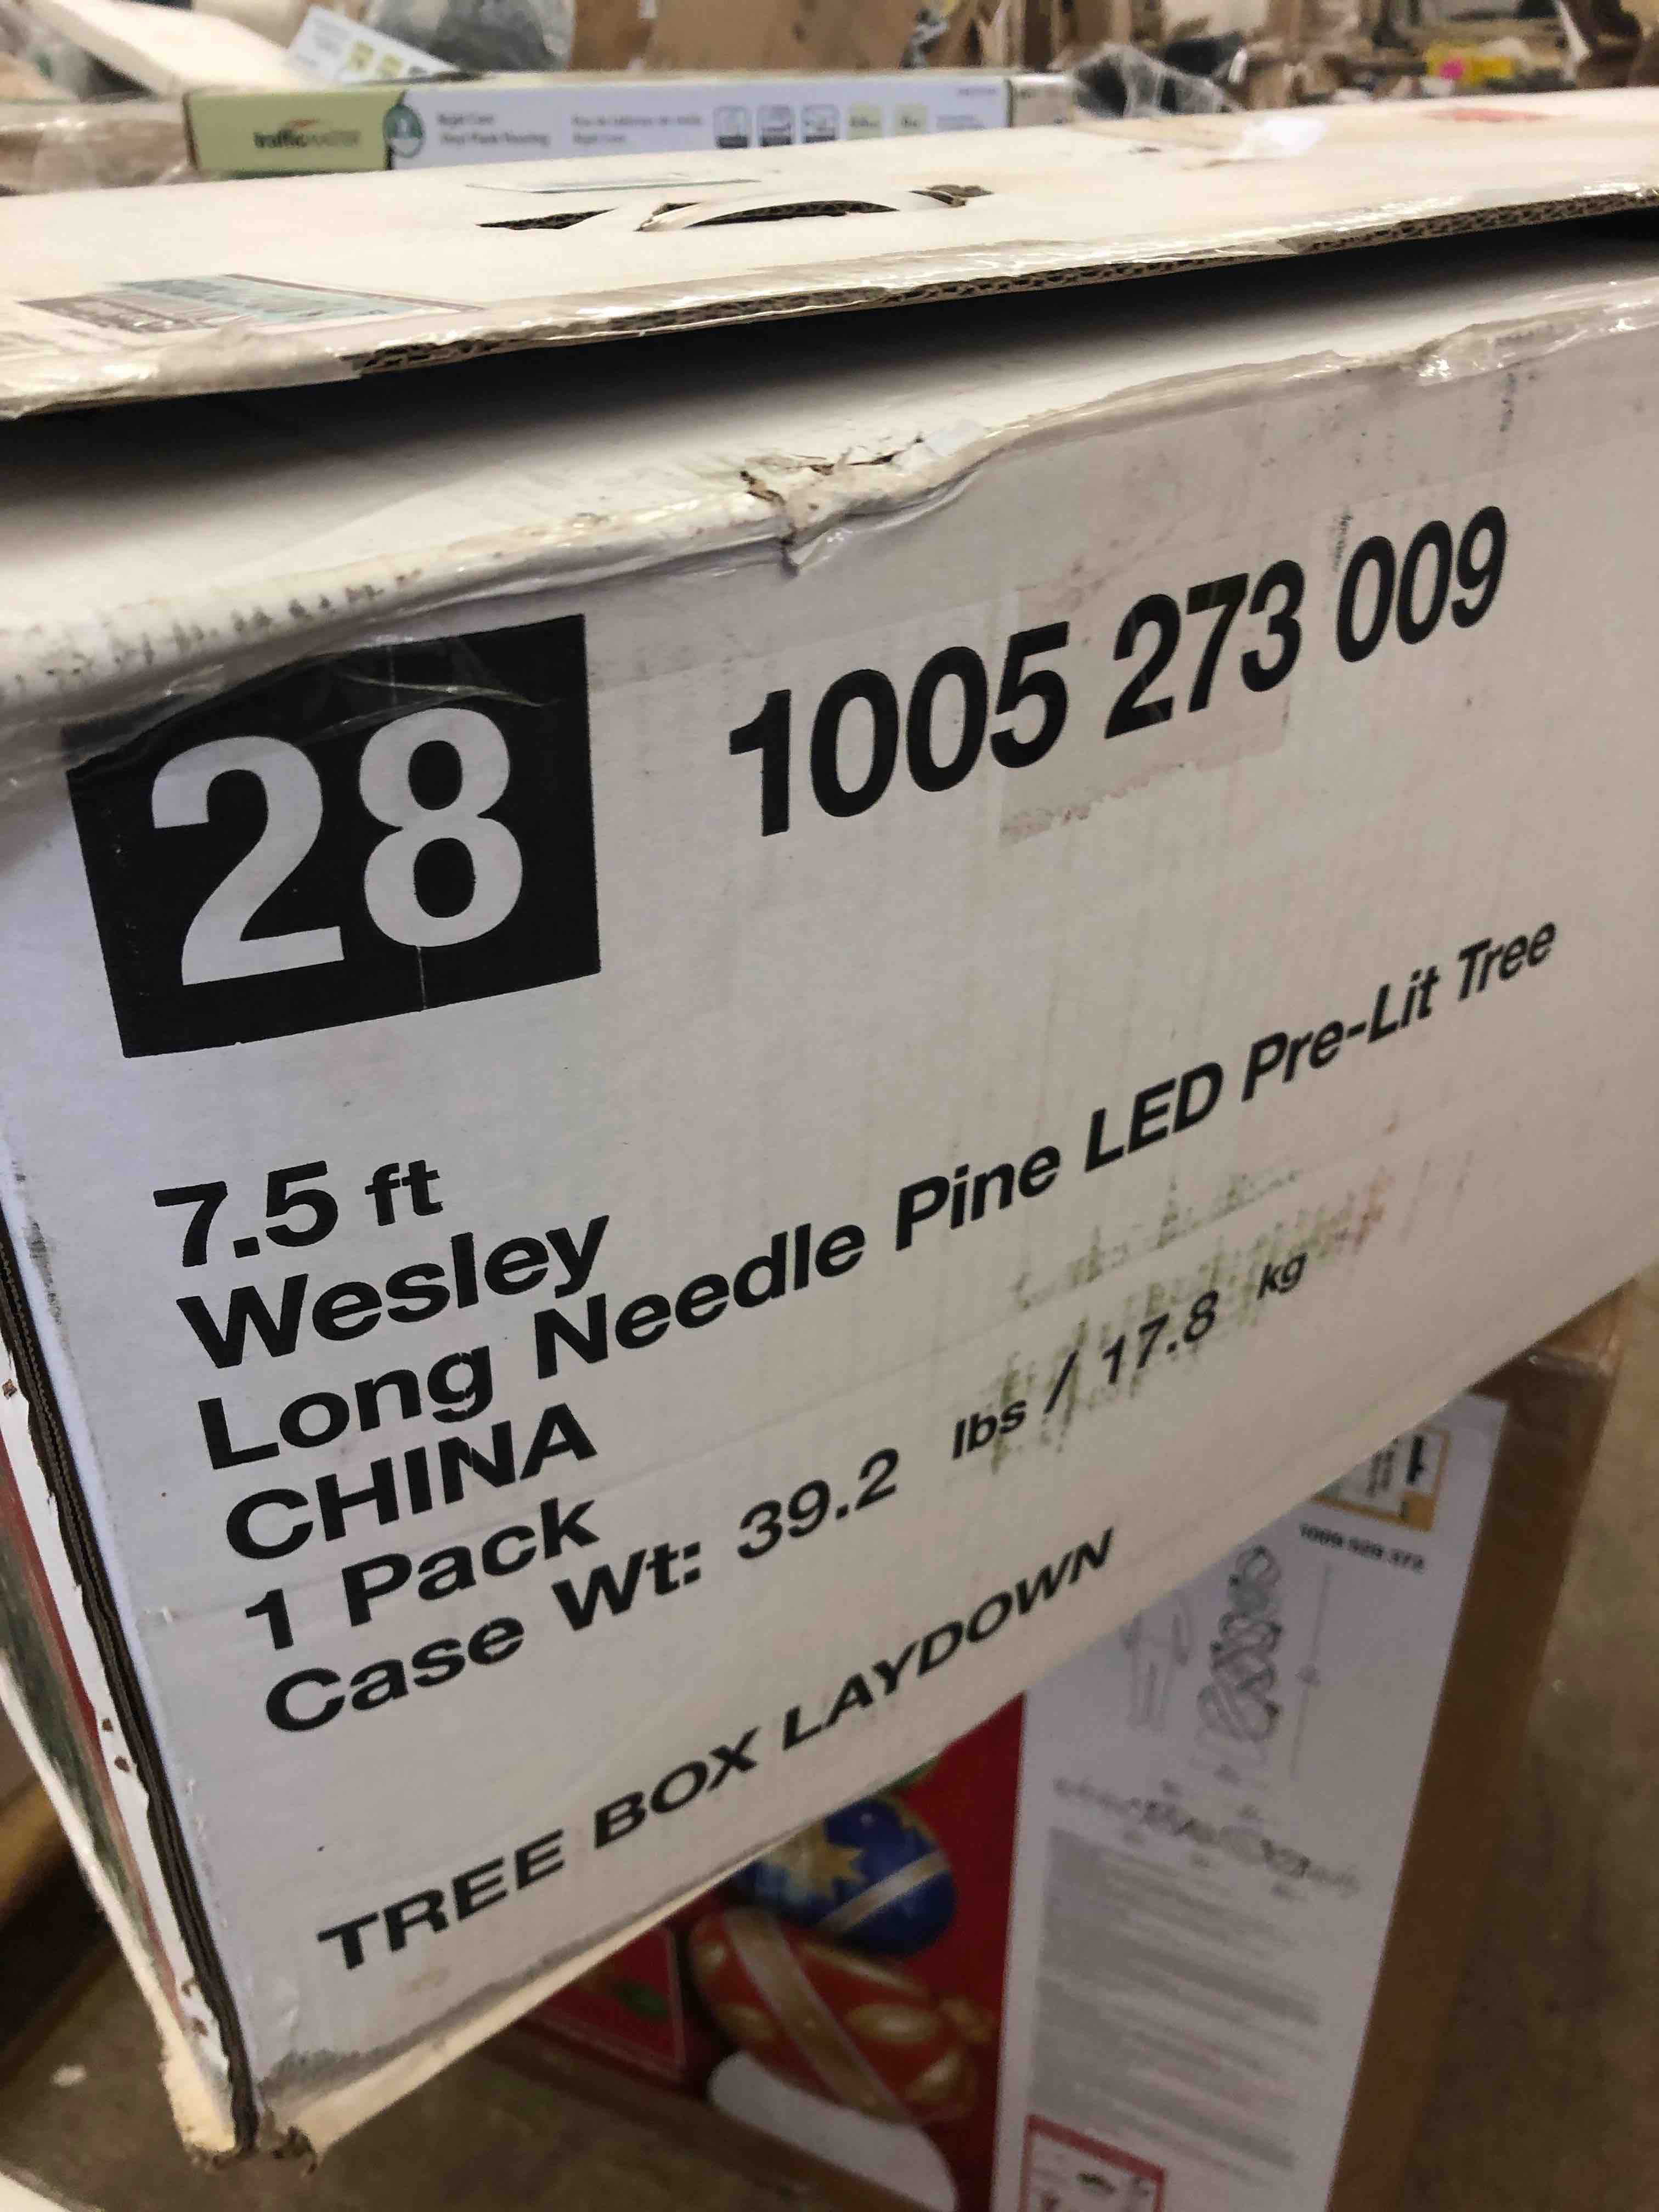 trafficMASTER
28
1005 273 009
7.5 ft
Wesley
Long Needle Pine LED Pre-Lit Tree
CHINA
1 Pack
Case Wt: 39.2 lbs / 17.8 kg
TREE BOX LAYDOWN